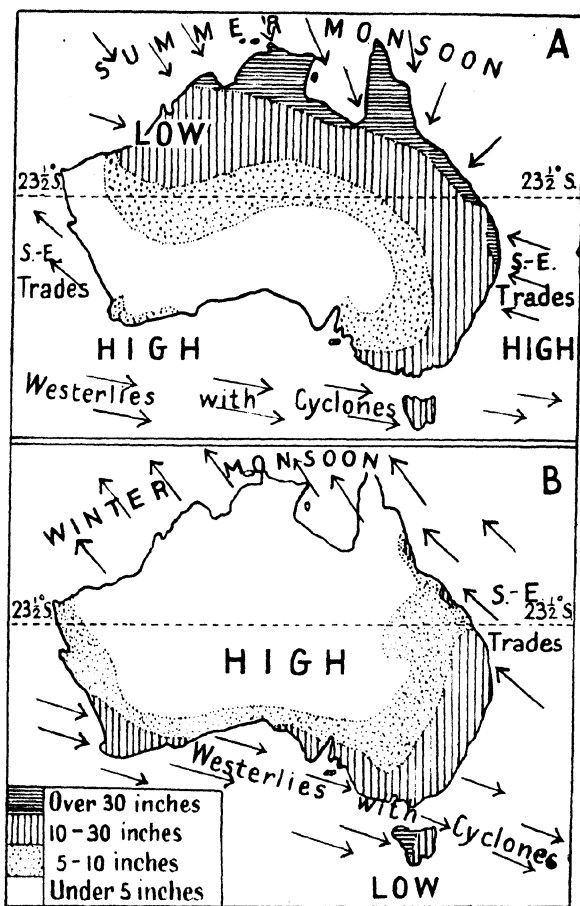 SUMMER MONSOON
A
LOW
23½° S.
23½° S.
S.-E.
Trades
S.-E.
Trades
HIGH
HIGH
Westerlies with Cyclones
WINTER MONSOON
B
23½° S.
S.-E.
23½° S.
Trades
HIGH
Westerlies with Cyclones
Over 30 inches
10-30 inches
5-10 inches
Under 5 inches
LOW